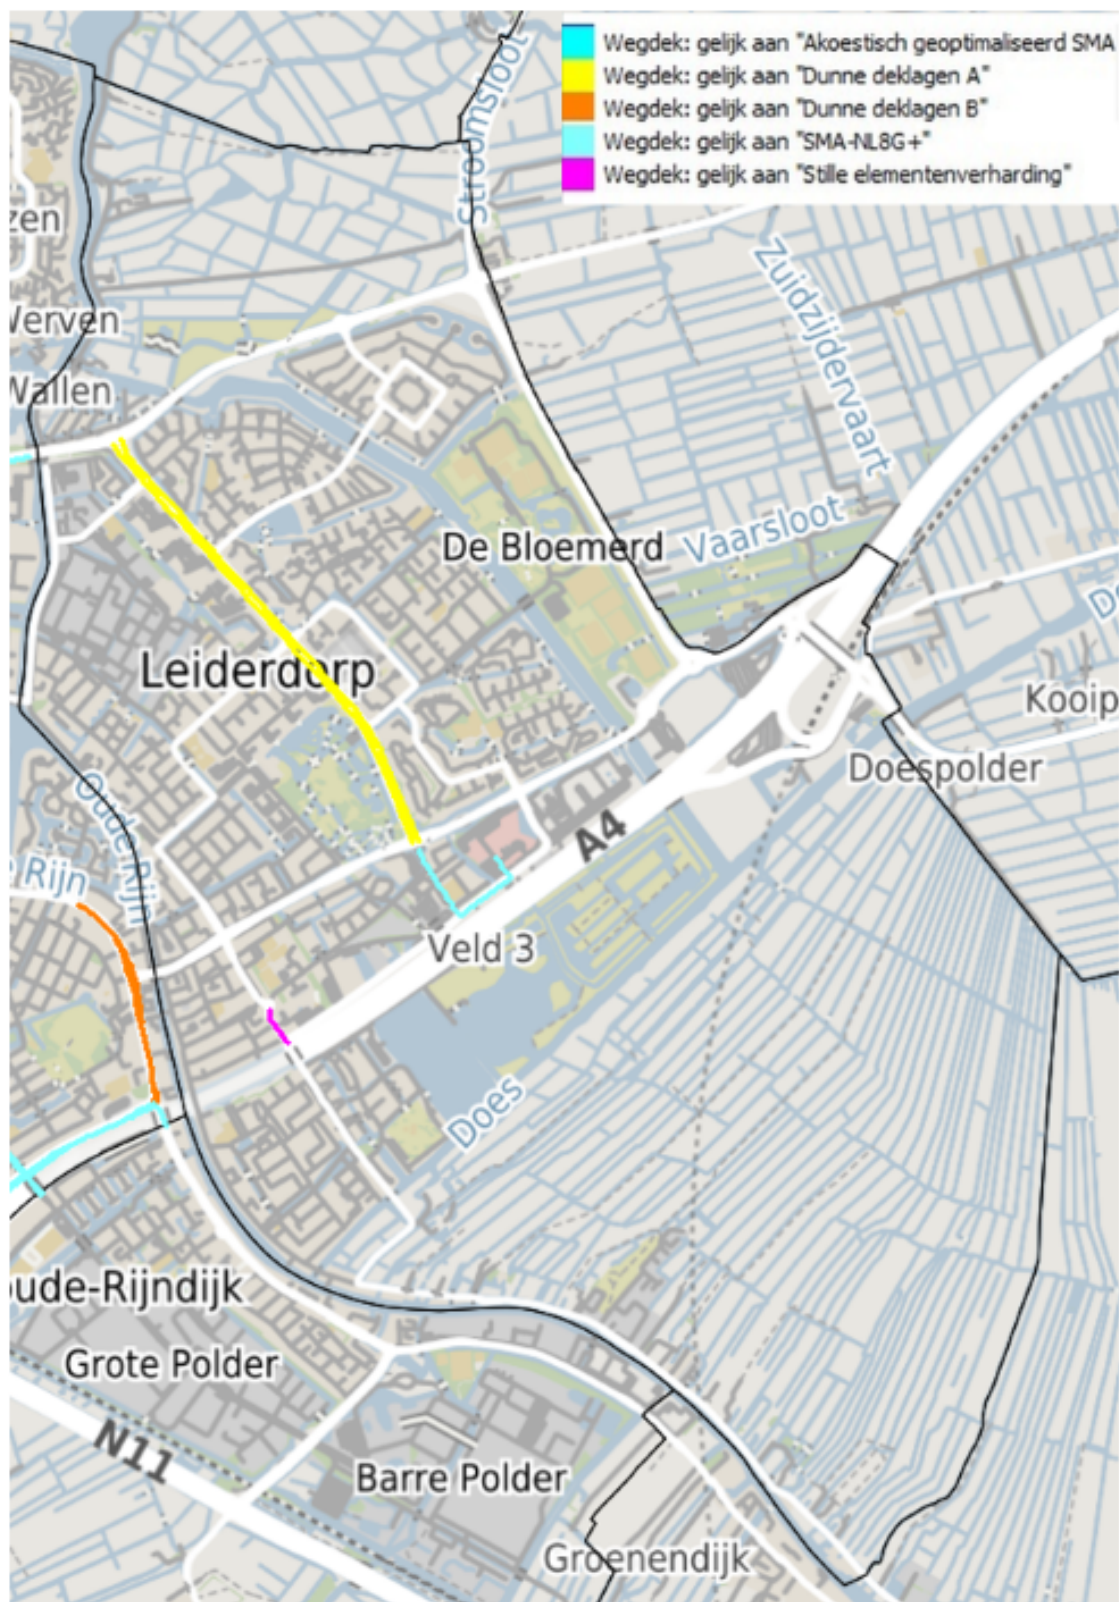 Wegdek: gelijk aan "Akoestisch geoptimaliseerd SMA
Wegdek: gelijk aan "Dunne deklagen A"
Wegdek: gelijk aan "Dunne deklagen B"
Wegdek: gelijk aan "SMA-NL8G+"
Wegdek: gelijk aan "Stille elementenverharding"
Stroomsloot
zen
Zuidzijdervaart
Werven
Wallen
De Bloemerd
Vaarsloot
Leiderdorp
Kooip
Doespolder
Oude Rijn
Rijn
A4
Veld 3
Does
oude-Rijndijk
Grote Polder
N11
Barre Polder
Groenendijk